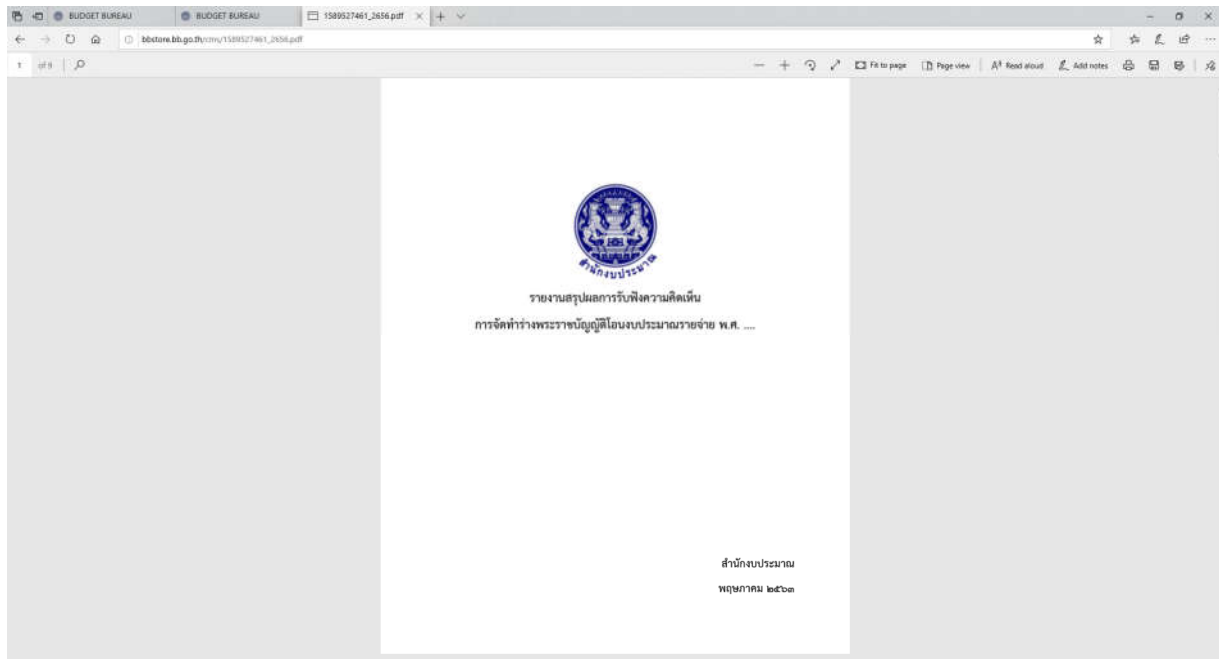 BUDGET BUREAU
BUDGET BUREAU
1589527461_2656.pdf
bbstore.bb.go.th/cms/1589527461_2656.pdf
1 of 9
Fit to page
Page view
Read aloud
Add notes
สำนักงบประมาณ
รายงานสรุปผลการรับฟังความคิดเห็น
การจัดทำร่างพระราชบัญญัติโอนงบประมาณรายจ่าย พ.ศ. ....
สำนักงบประมาณ
พฤษภาคม ๒๕๖๓